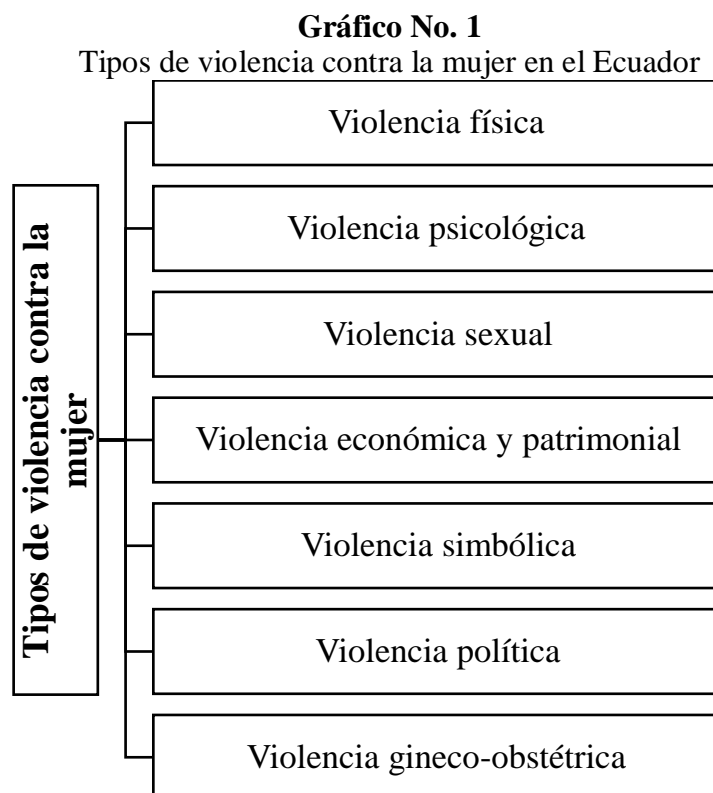 Gráfico No. 1
Tipos de violencia contra la mujer en el Ecuador
Tipos de violencia contra la
mujer
Violencia física
Violencia psicológica
Violencia sexual
Violencia económica y patrimonial
Violencia simbólica
Violencia política
Violencia gineco-obstétrica